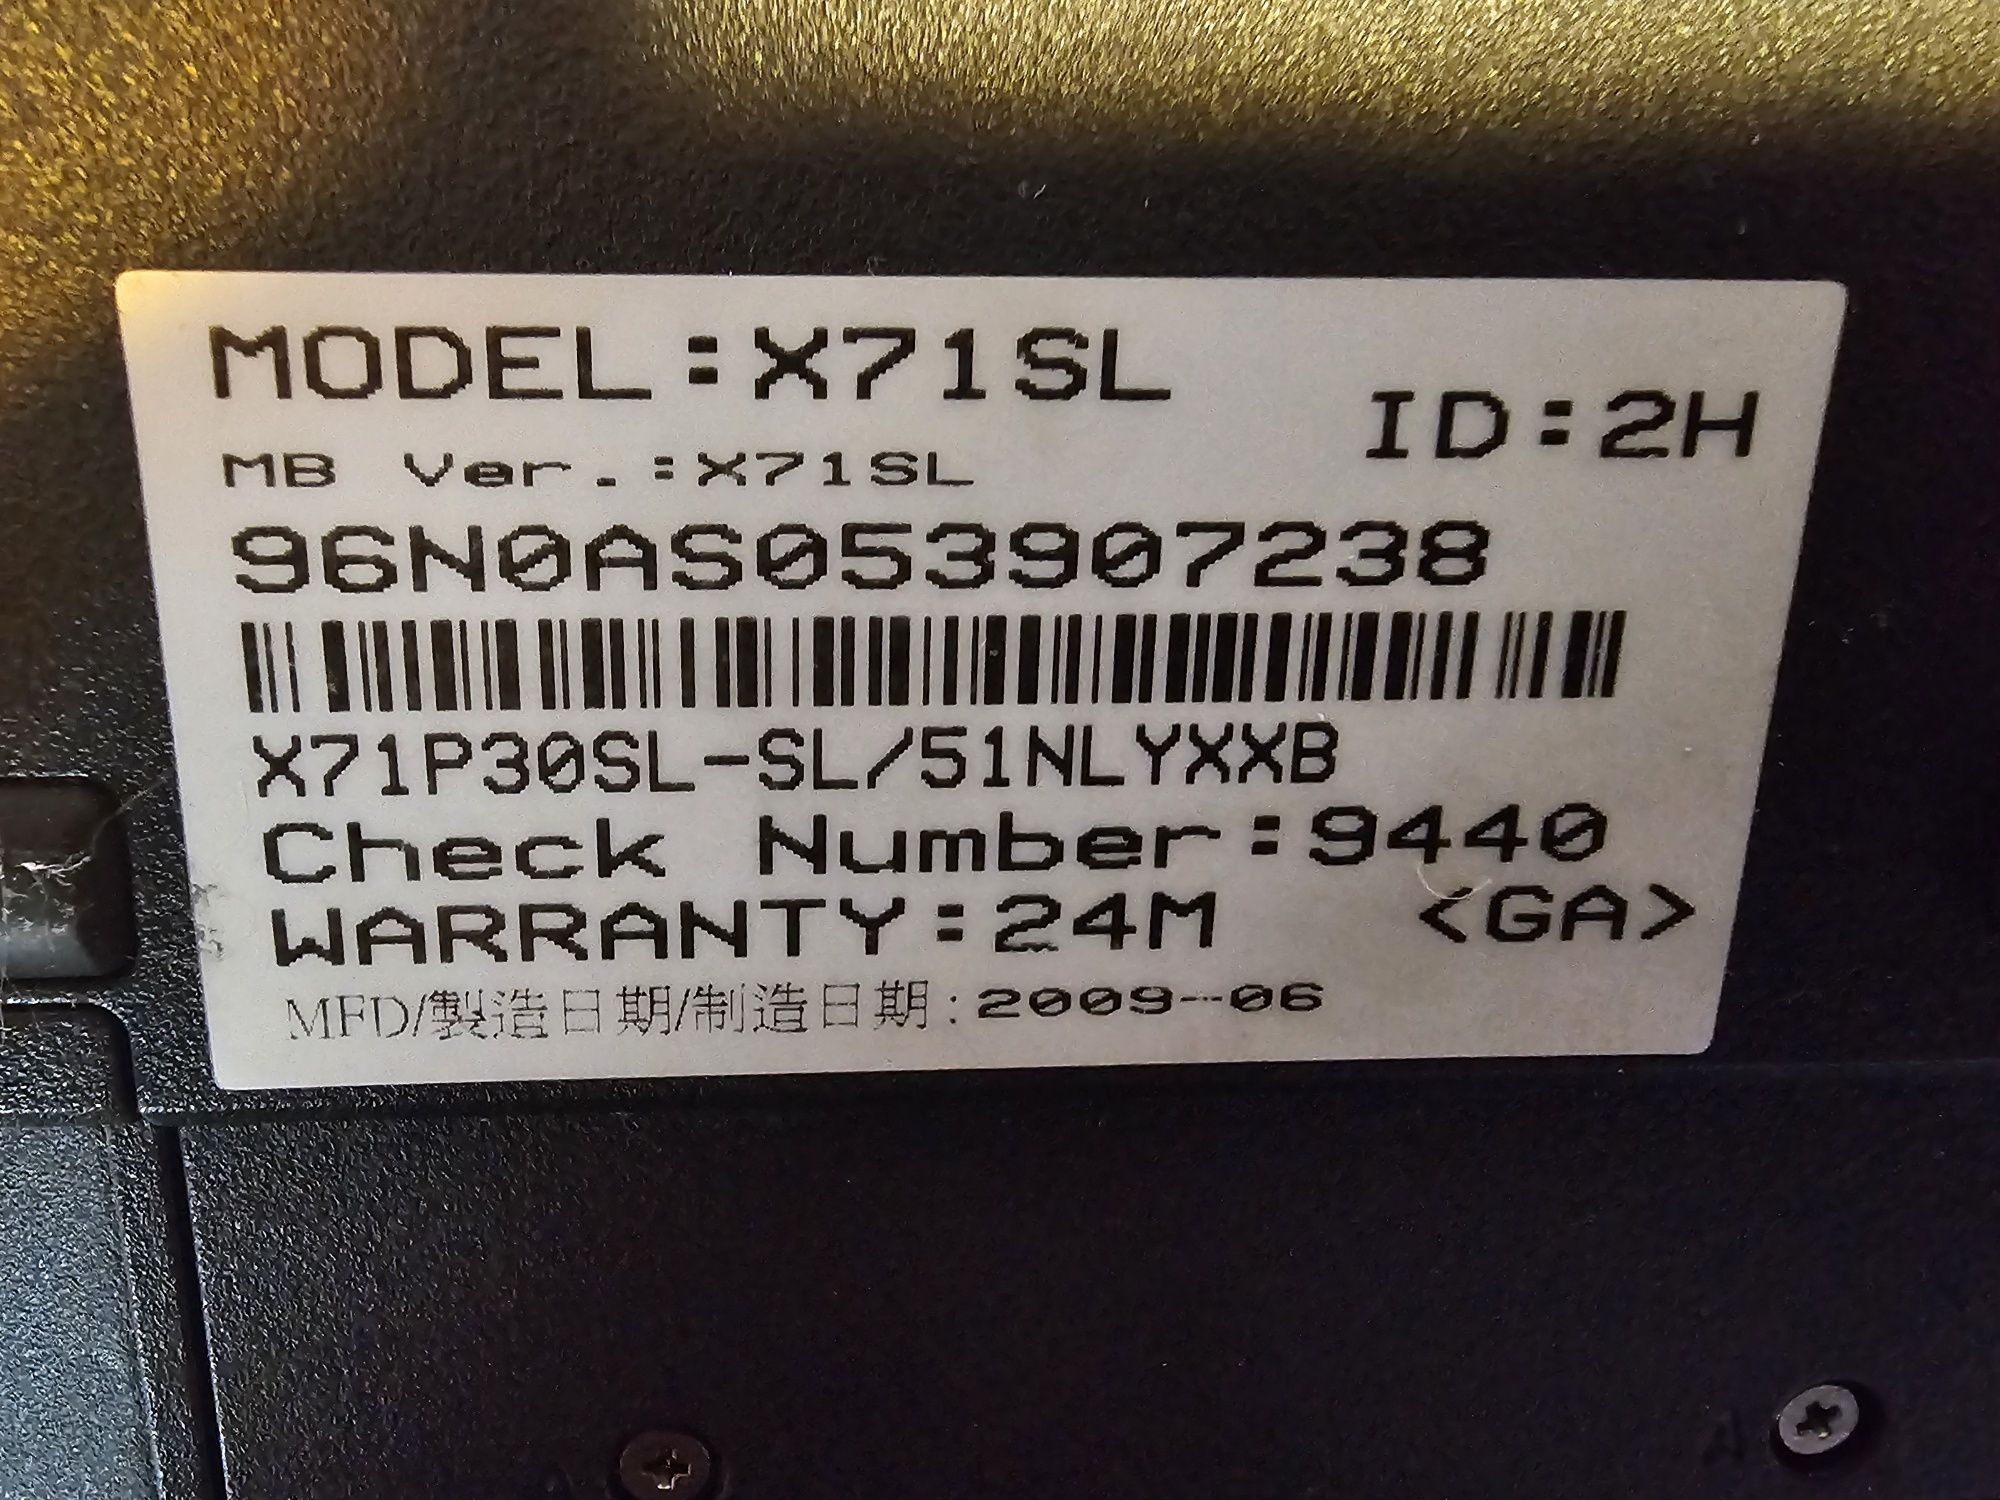 MODEL:X71SL
ID:2H
MB Ver.:X71SL
96N0AS053907238
X71P30SL-SL/51NLYXXB
Check Number:9440
WARRANTY:24M <GA>
MFD/製造日期/制造日期:2009-06